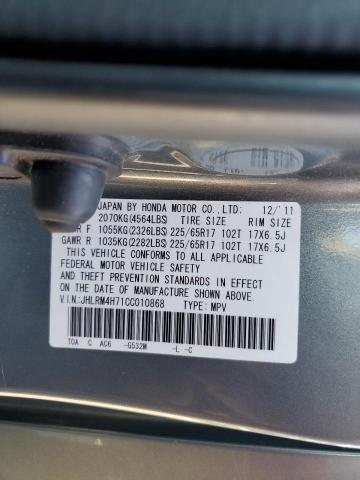 JAPAN BY HONDA MOTOR CO., LTD: 12/'11
2070KG(4564LBS) TIRE SIZE RIM SIZE
R F 1055KG(2326LBS) 225/65R17 102T 17X6.5J
GAWR R 1035KG(2282LBS) 225/65R17 102T 17X6.5J
THIS VEHICLE CONFORMS TO ALL APPLICABLE
FEDERAL MOTOR VEHICLE SAFETY
AND THEFT PREVENTION STANDARDS IN EFFECT
ON THE DATE OF MANUFACTURE SHOWN ABOVE.
V.I.N:JHLRM4H71CC010868 TYPE: MPV
TOA C AC6 -G532M -L -C